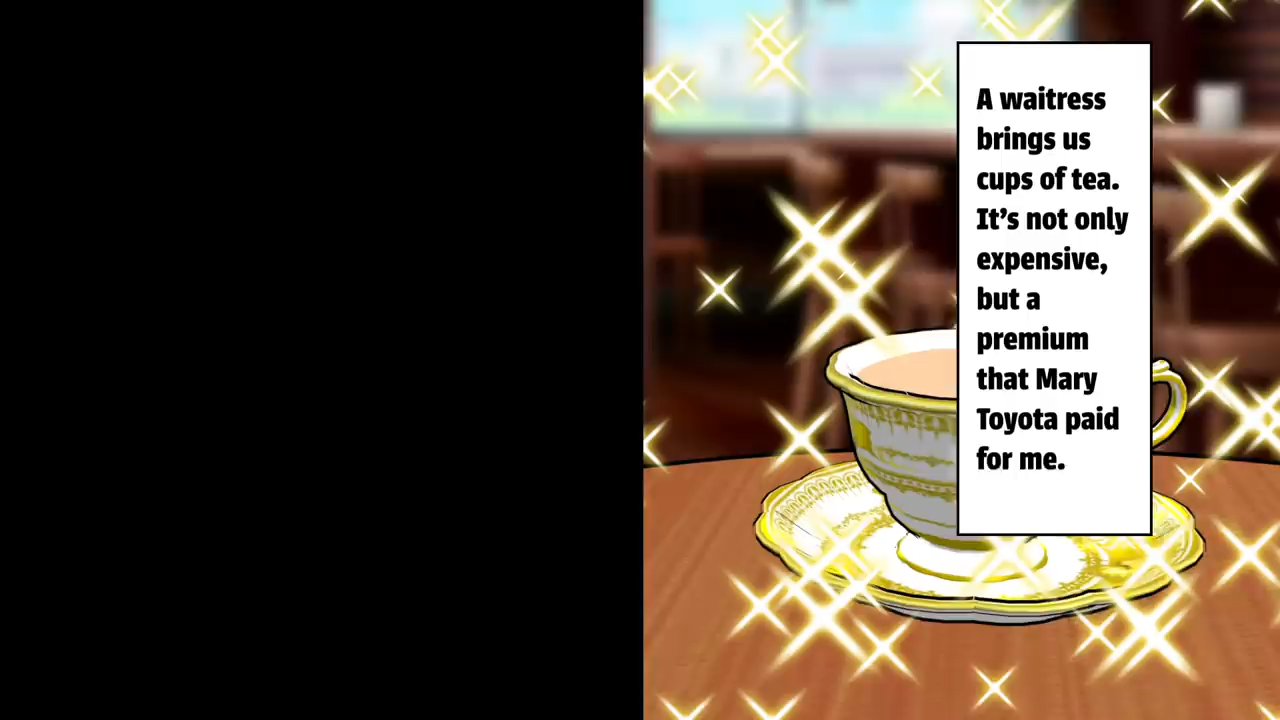 A waitress
brings us
cups of tea.
It’s not only
expensive,
but a
premium
that Mary
Toyota paid
for me.